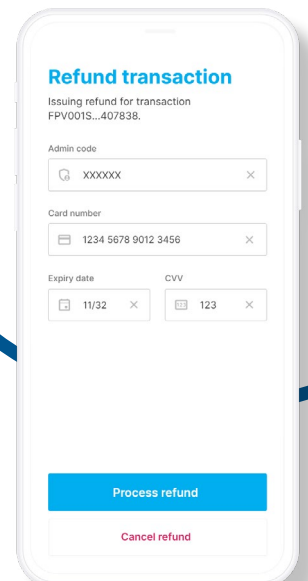 Refund transaction
Issuing refund for transaction
FPV001S...407838.
Admin code
XXXXXX
Card number
1234 5678 9012 3456
Expiry date
CVV
11/32
123
Process refund
Cancel refund